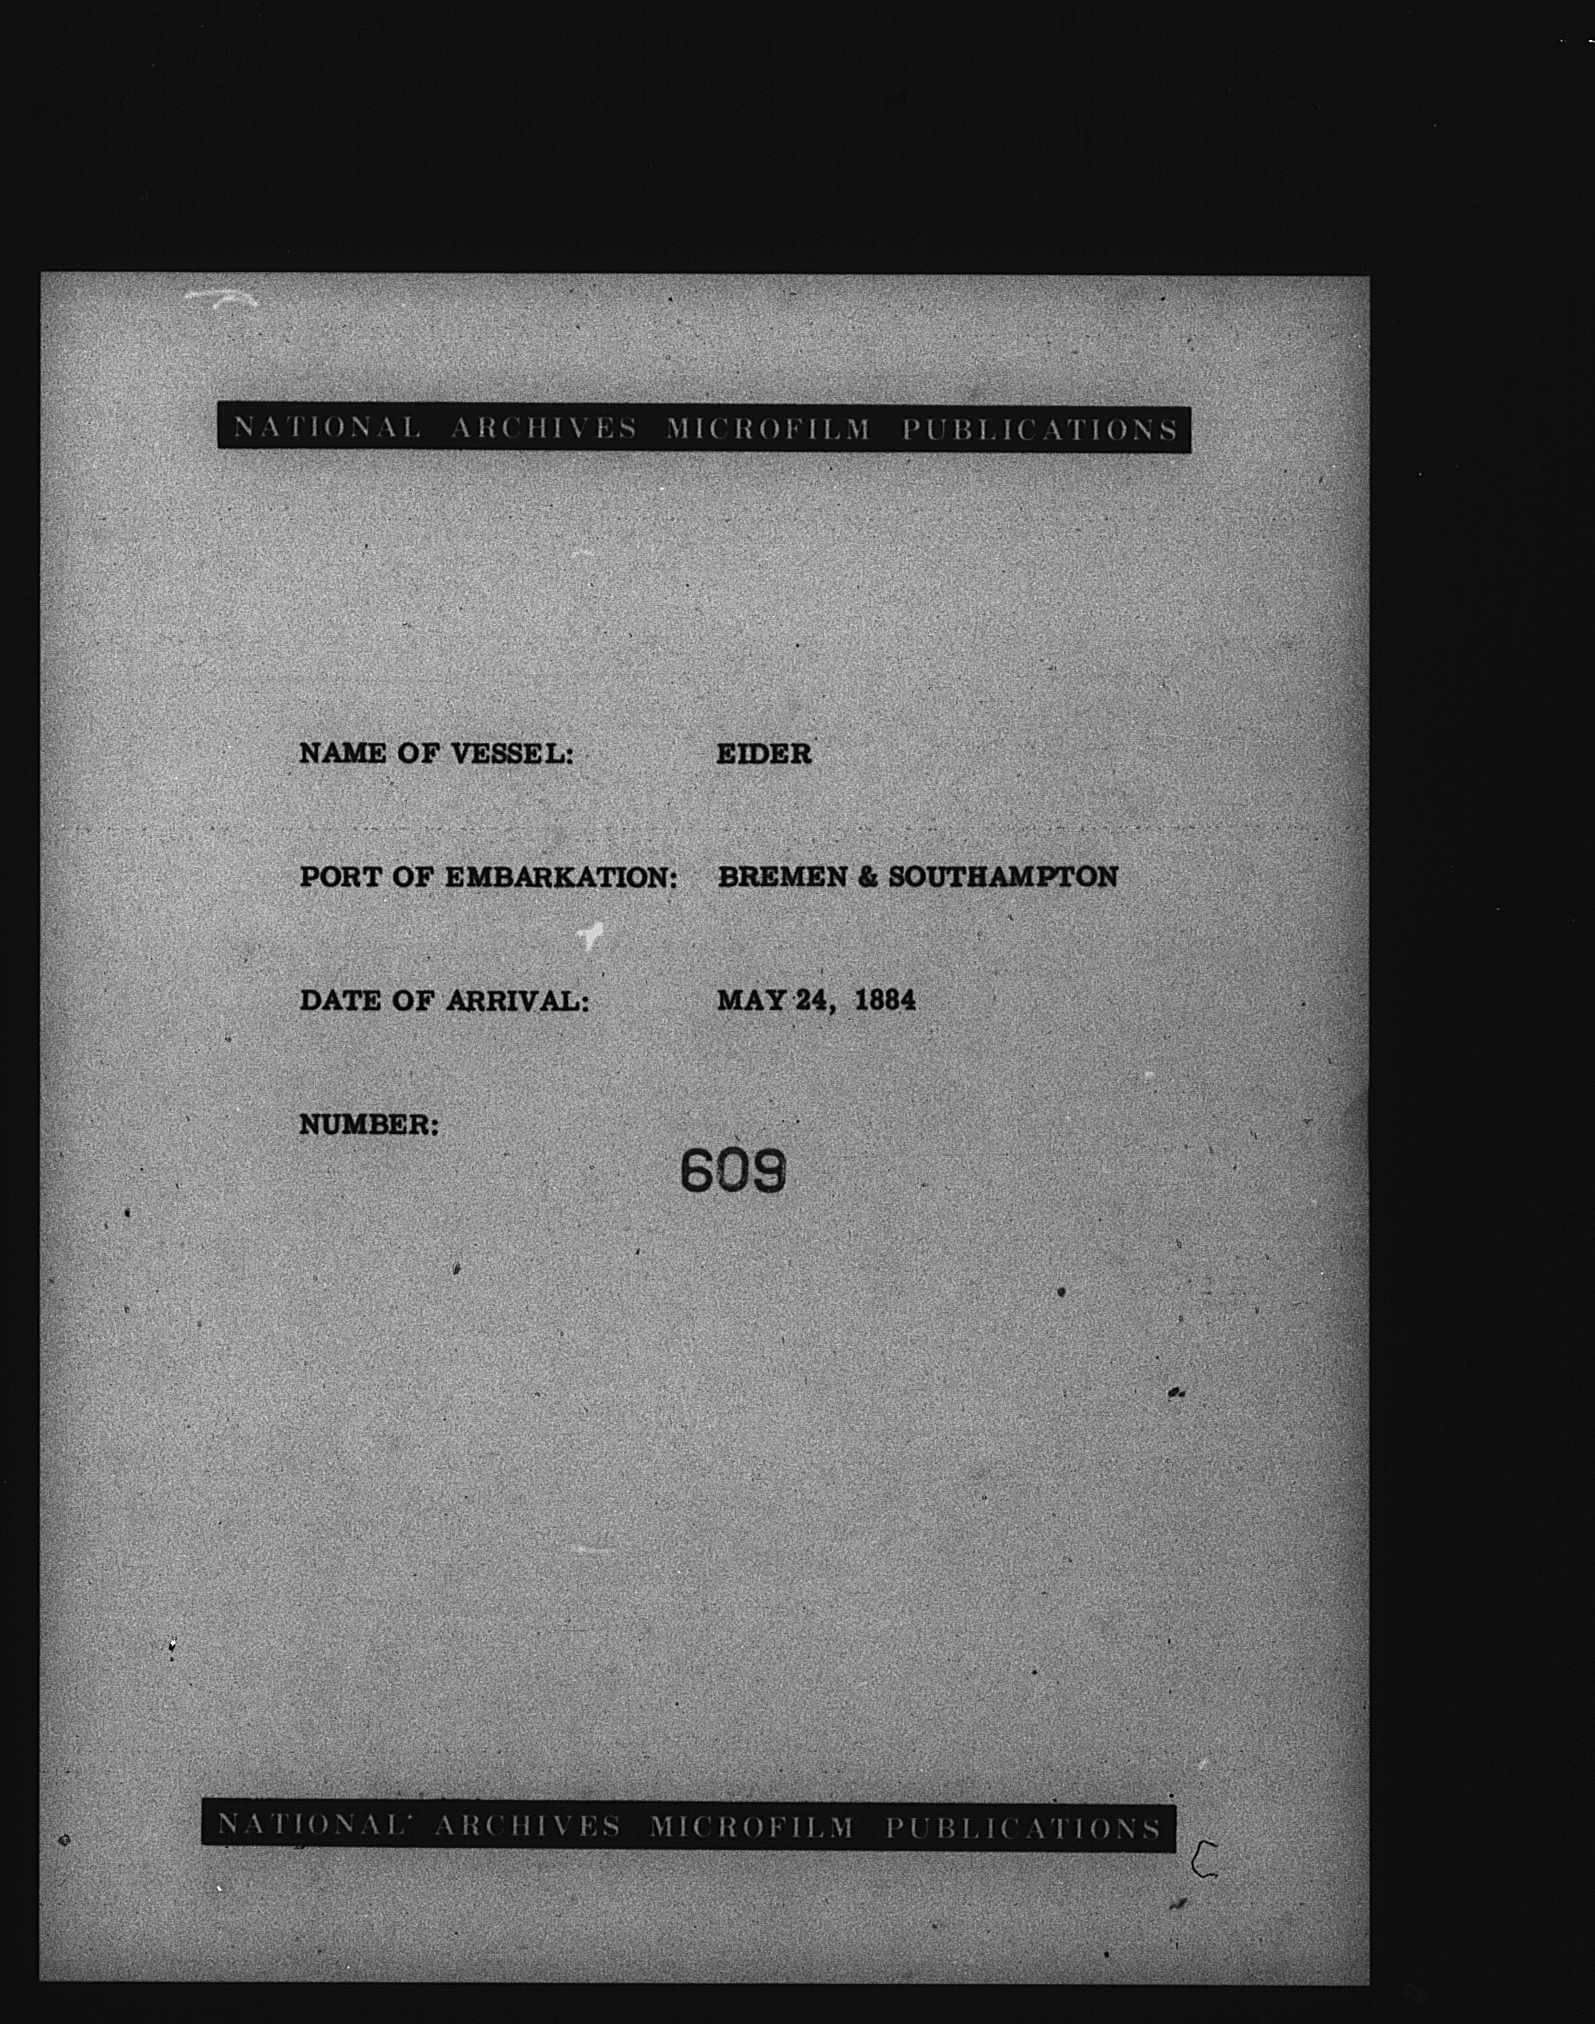 NATIONAL ARCHIVES MICROFILM PUBLICATIONS
NAME OF VESSEL: EIDER
PORT OF EMBARKATION: BREMEN & SOUTHAMPTON
DATE OF ARRIVAL: MAY 24, 1884
NUMBER:
609
NATIONAL ARCHIVES MICROFILM PUBLICATIONS